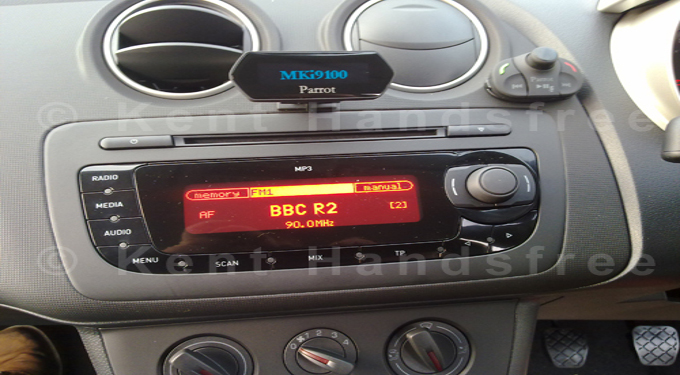 MKi9100
Parrot
Parrot
© Kent Handsfree
MP3
RADIO
MEDIA
AUDIO
memory FM1 manual
AF BBC R2 [2]
90.0MHz
MENU SCAN MIX TP
© Kent Handsfree